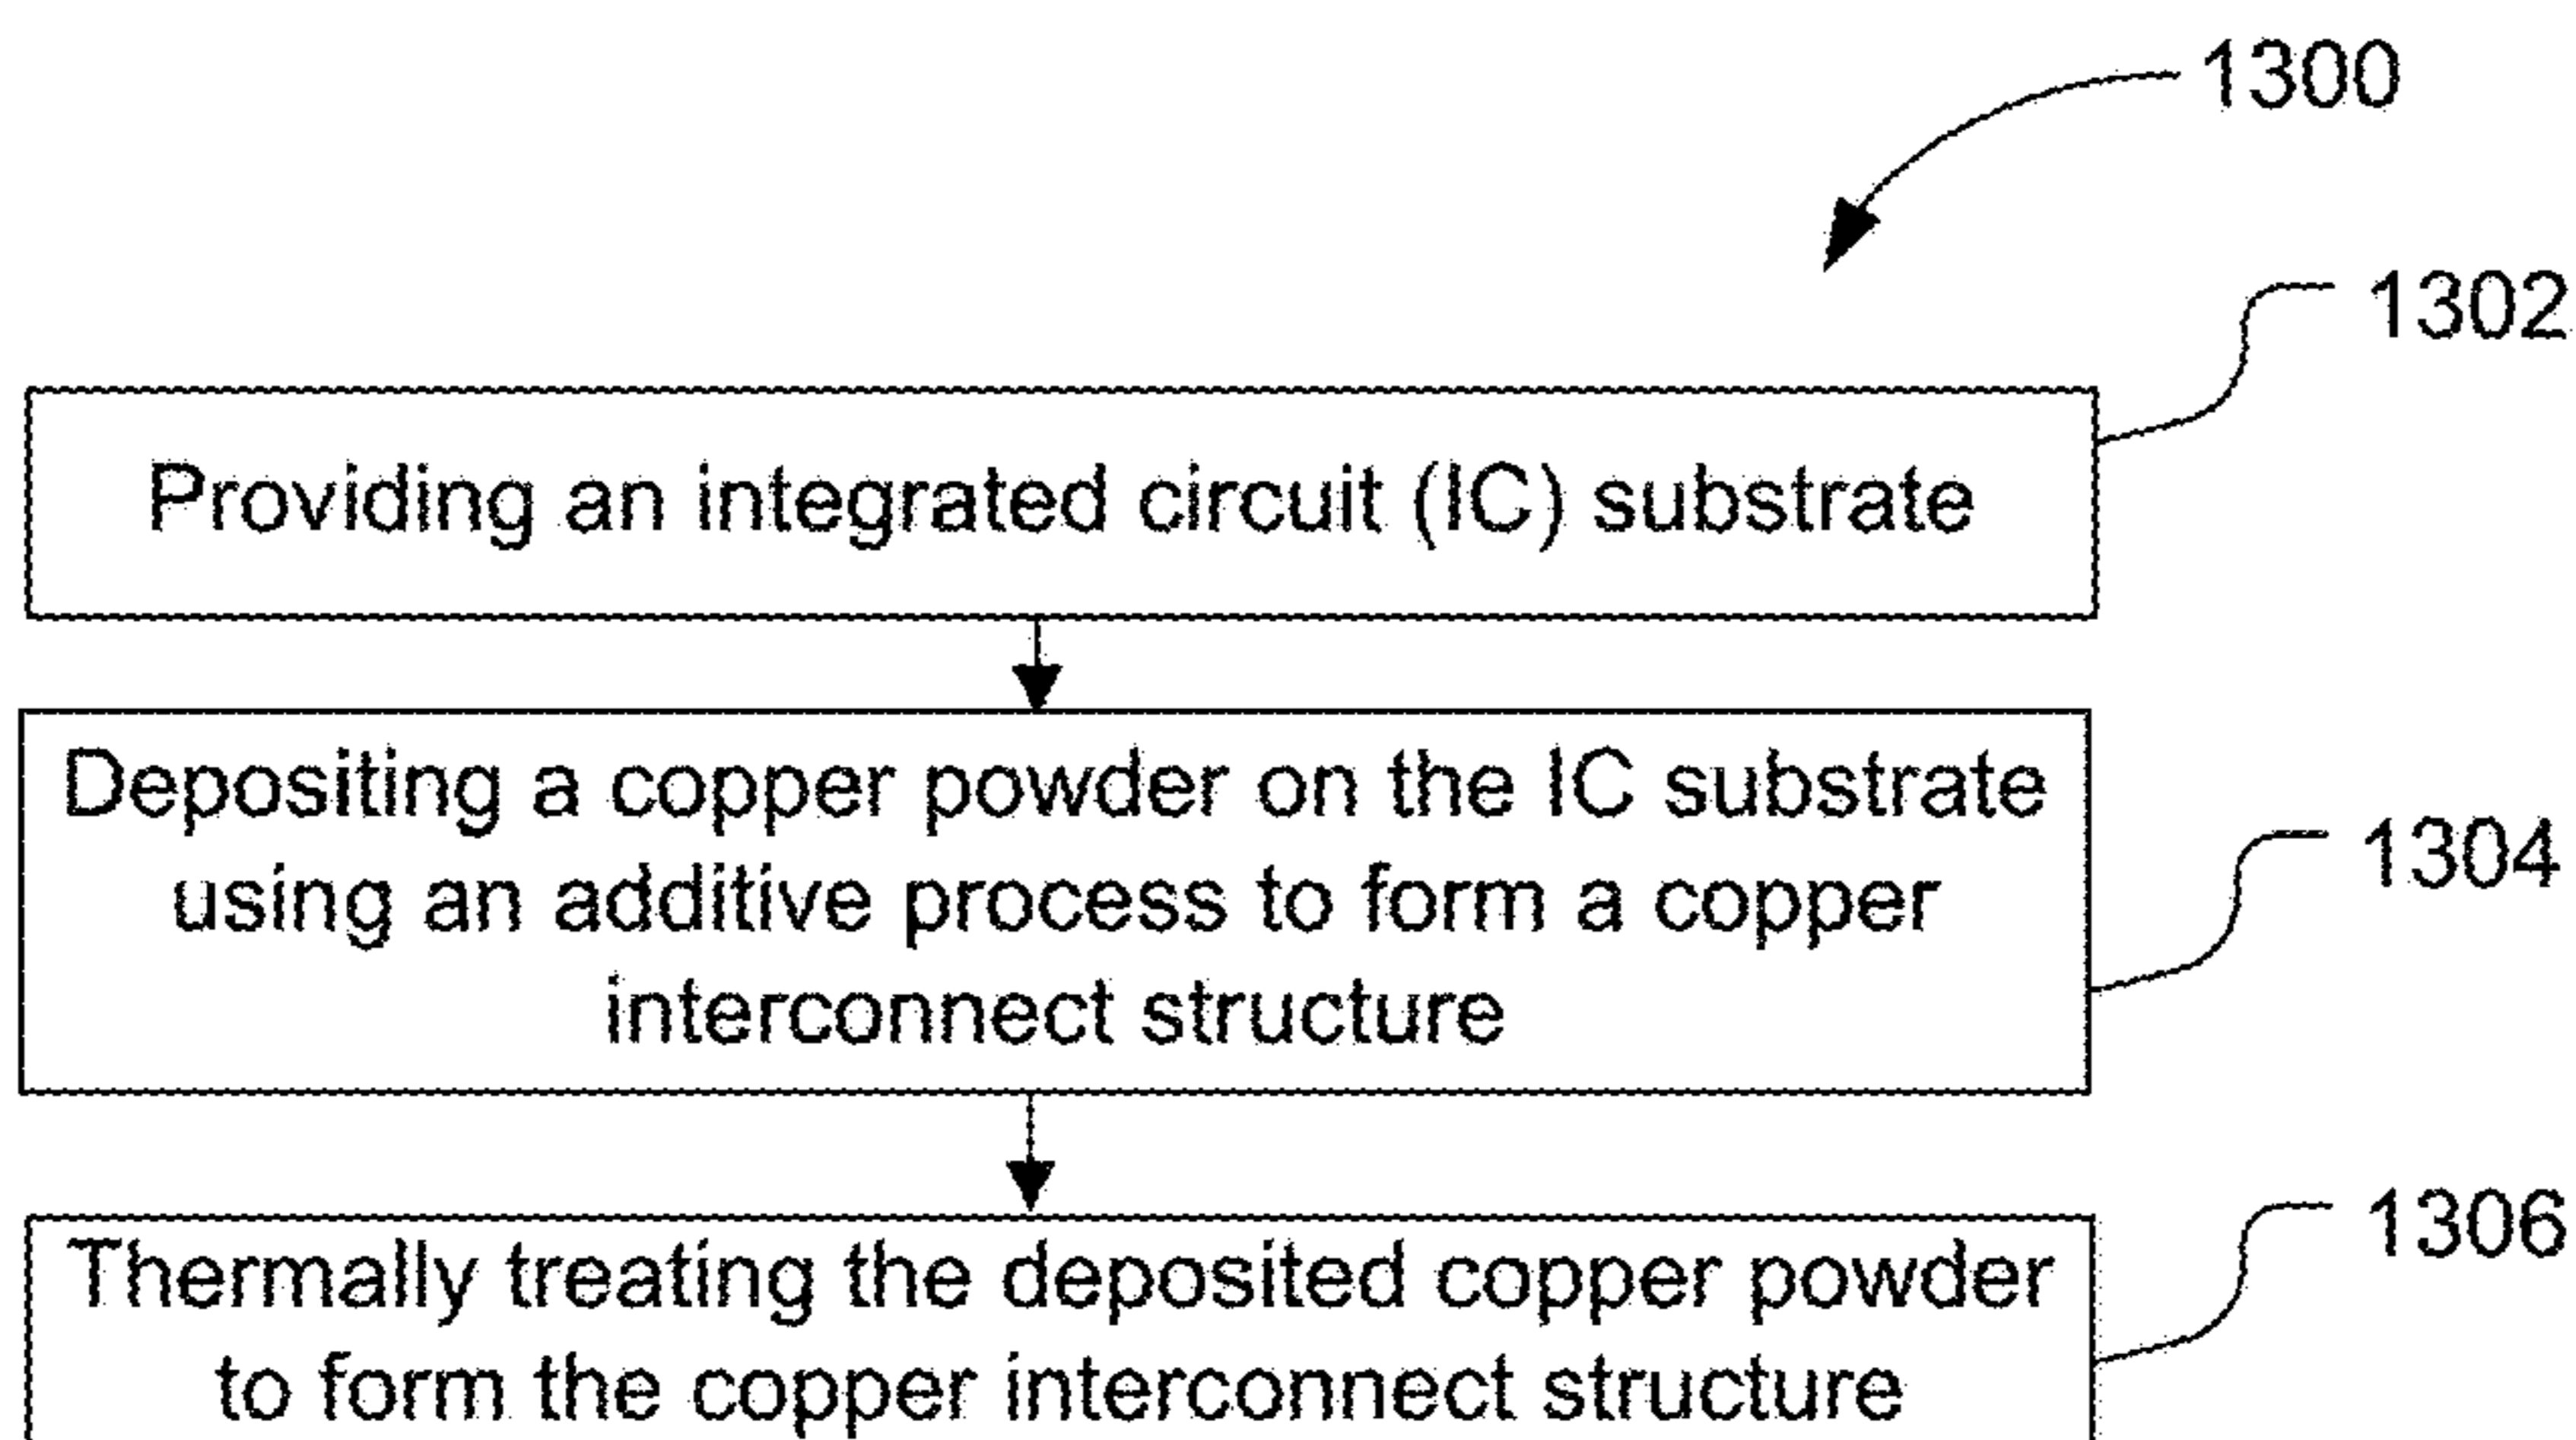 1300
1302
Providing an integrated circuit (IC) substrate
Depositing a copper powder on the IC substrate
using an additive process to form a copper
interconnect structure
1304
1306
Thermally treating the deposited copper powder
to form the copper interconnect structure